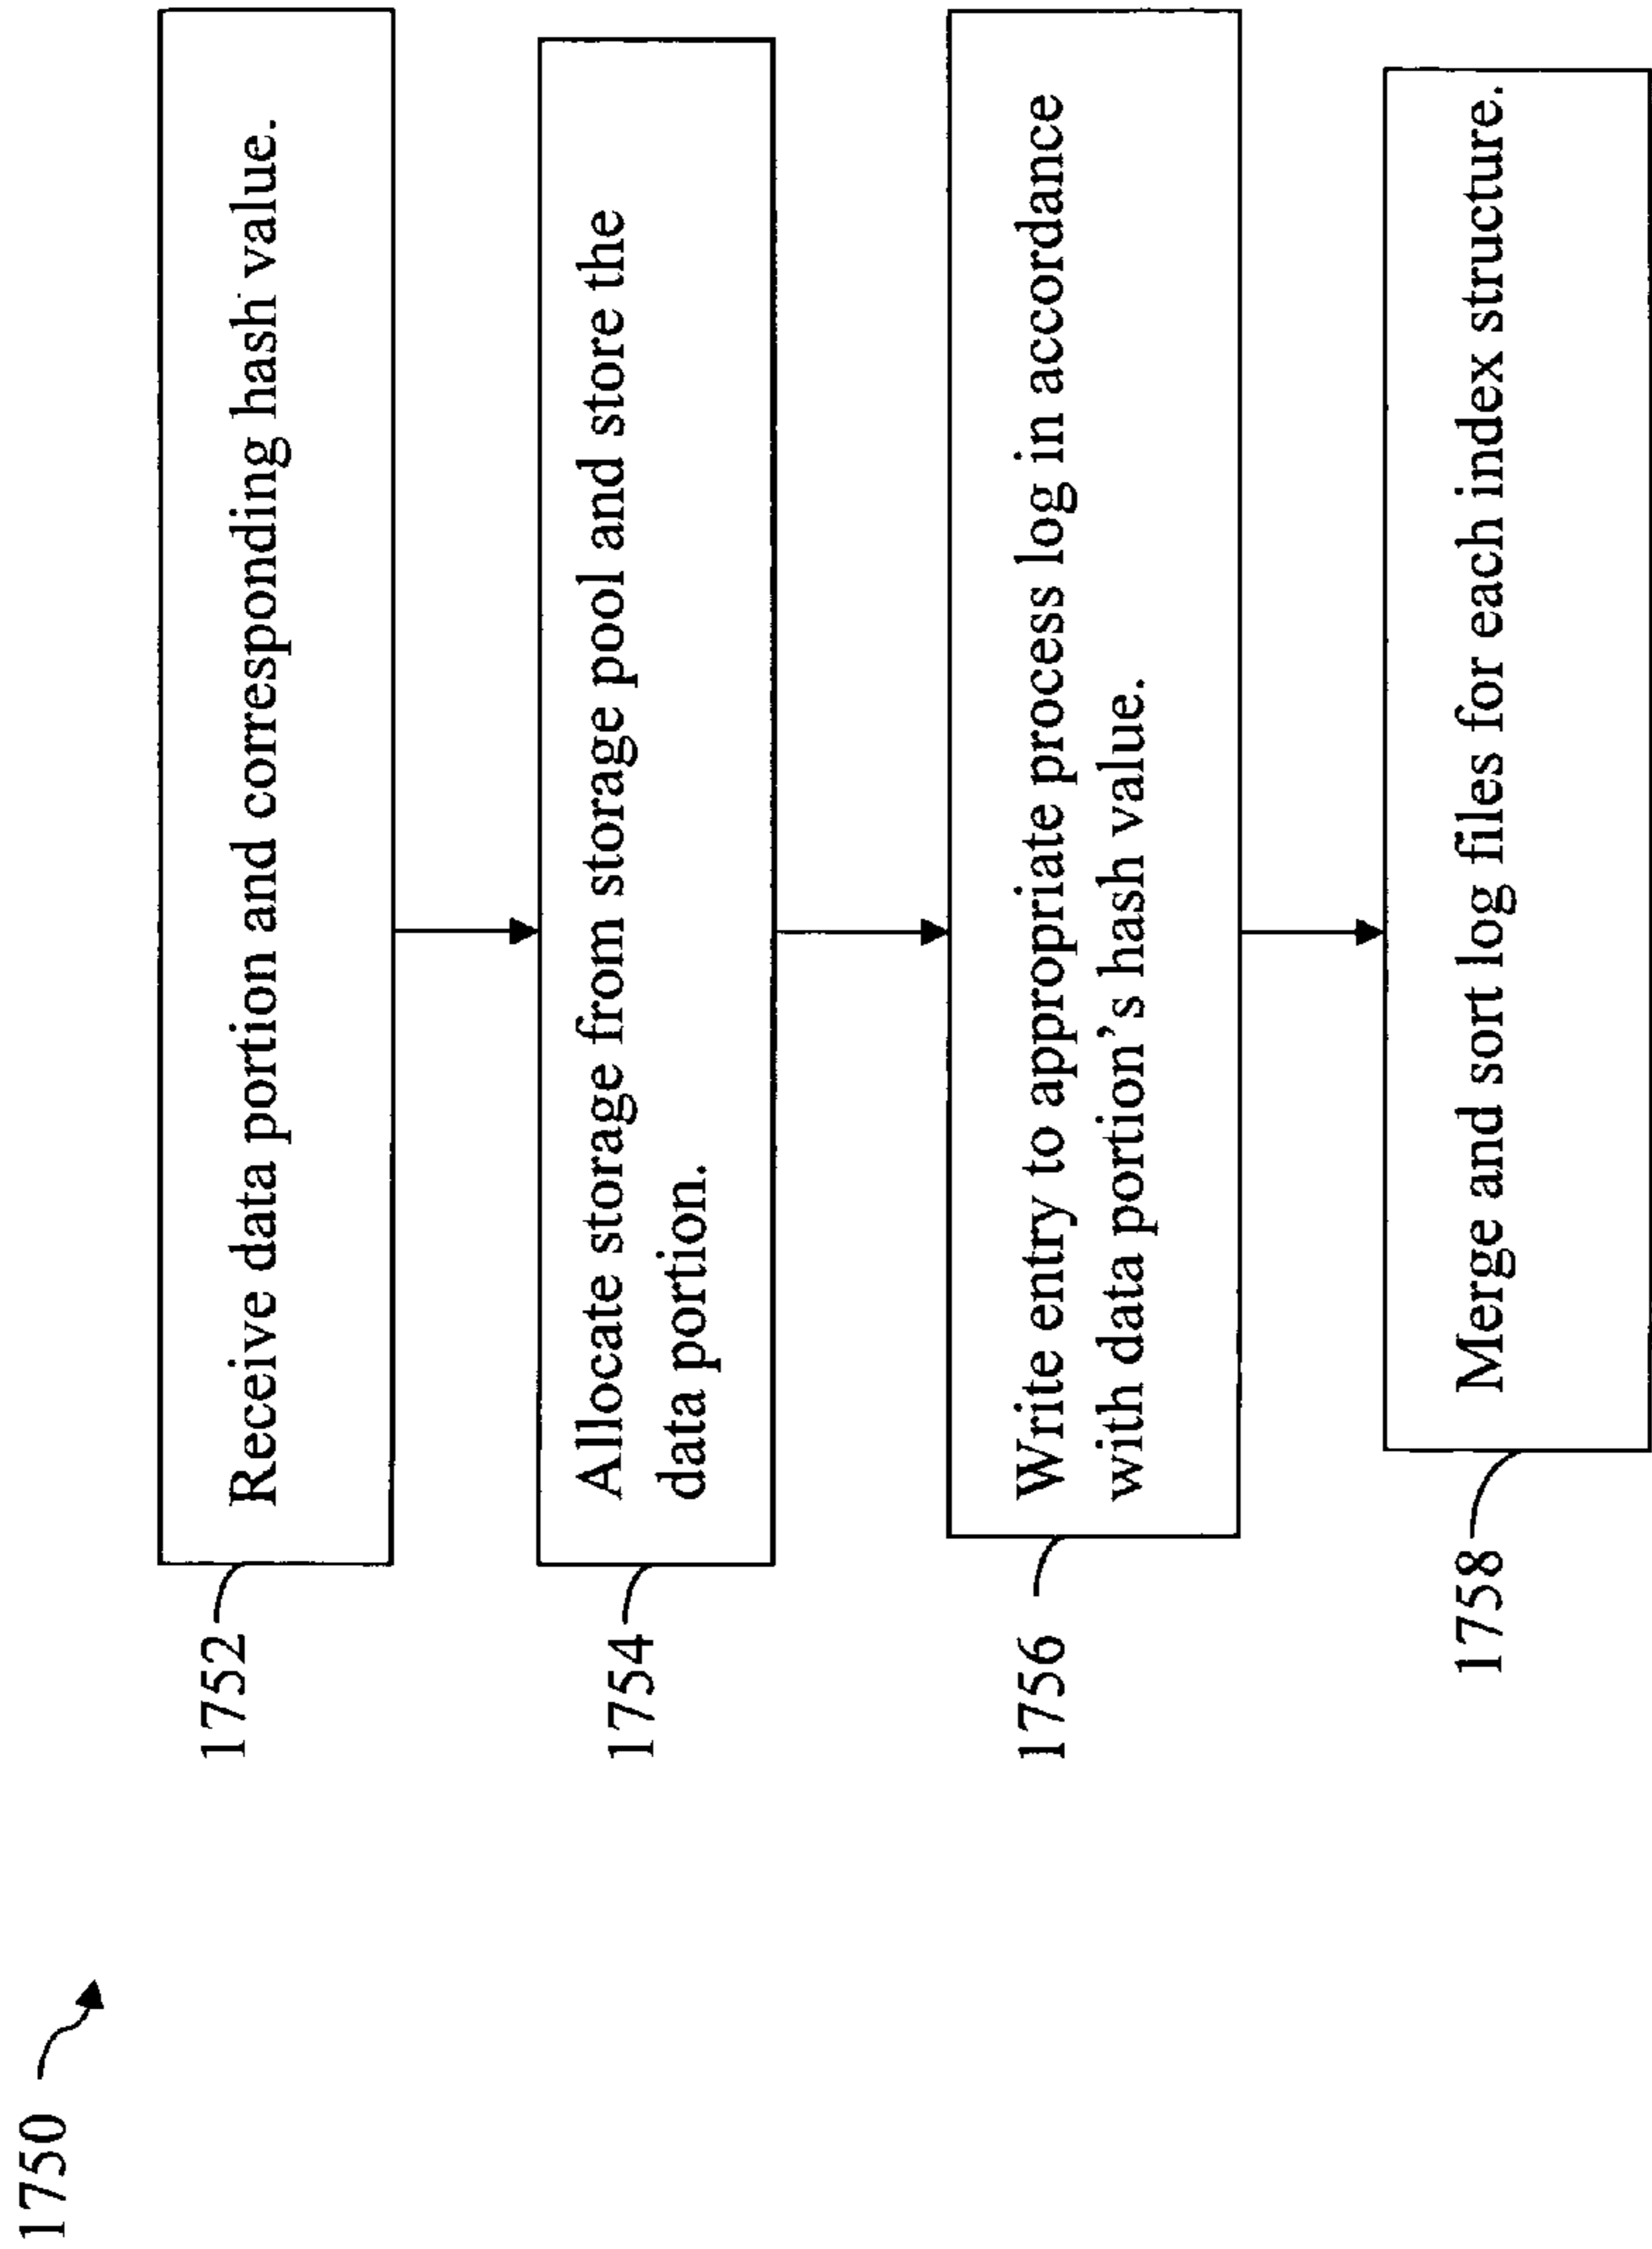 1750
1752
Receive data portion and corresponding hash value.
1754
Allocate storage from storage pool and store the
data portion.
1756
Write entry to appropriate process log in accordance
with data portion's hash value.
1758
Merge and sort log files for each index structure.